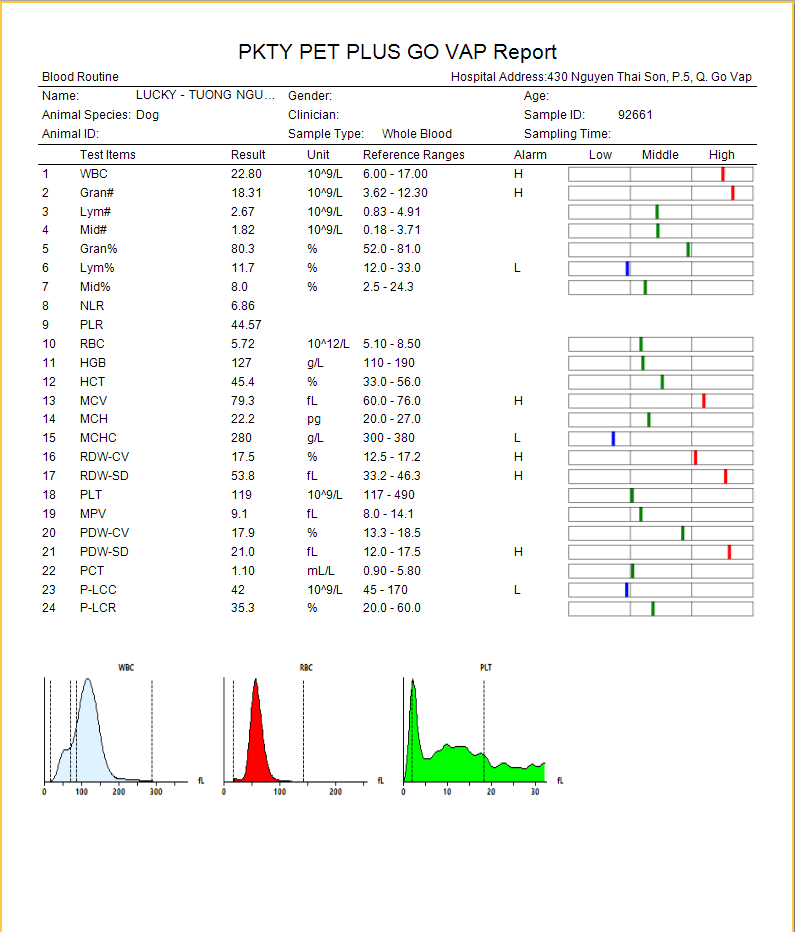 PKTY PET PLUS GO VAP Report
Blood Routine Hospital Address:430 Nguyen Thai Son, P.5, Q. Go Vap
Name: LUCKY - TUONG NGU... Gender: Age:
Animal Species: Dog Clinician: Sample ID: 92661
Animal ID: Sample Type: Whole Blood Sampling Time:
Test Items Result Unit Reference Ranges Alarm Low Middle High
1 WBC 22.80 10^9/L 6.00 - 17.00 H
2 Gran# 18.31 10^9/L 3.62 - 12.30 H
3 Lym# 2.67 10^9/L 0.83 - 4.91
4 Mid# 1.82 10^9/L 0.18 - 3.71
5 Gran% 80.3 % 52.0 - 81.0
6 Lym% 11.7 % 12.0 - 33.0 L
7 Mid% 8.0 % 2.5 - 24.3
8 NLR 6.86
9 PLR 44.57
10 RBC 5.72 10^12/L 5.10 - 8.50
11 HGB 127 g/L 110 - 190
12 HCT 45.4 % 33.0 - 56.0
13 MCV 79.3 fL 60.0 - 76.0 H
14 MCH 22.2 pg 20.0 - 27.0
15 MCHC 280 g/L 300 - 380 L
16 RDW-CV 17.5 % 12.5 - 17.2 H
17 RDW-SD 53.8 fL 33.2 - 46.3 H
18 PLT 119 10^9/L 117 - 490
19 MPV 9.1 fL 8.0 - 14.1
20 PDW-CV 17.9 % 13.3 - 18.5
21 PDW-SD 21.0 fL 12.0 - 17.5 H
22 PCT 1.10 mL/L 0.90 - 5.80
23 P-LCC 42 10^9/L 45 - 170 L
24 P-LCR 35.3 % 20.0 - 60.0
WBC RBC PLT
fL fL fL
0 100 200 300 0 100 200 0 10 20 30